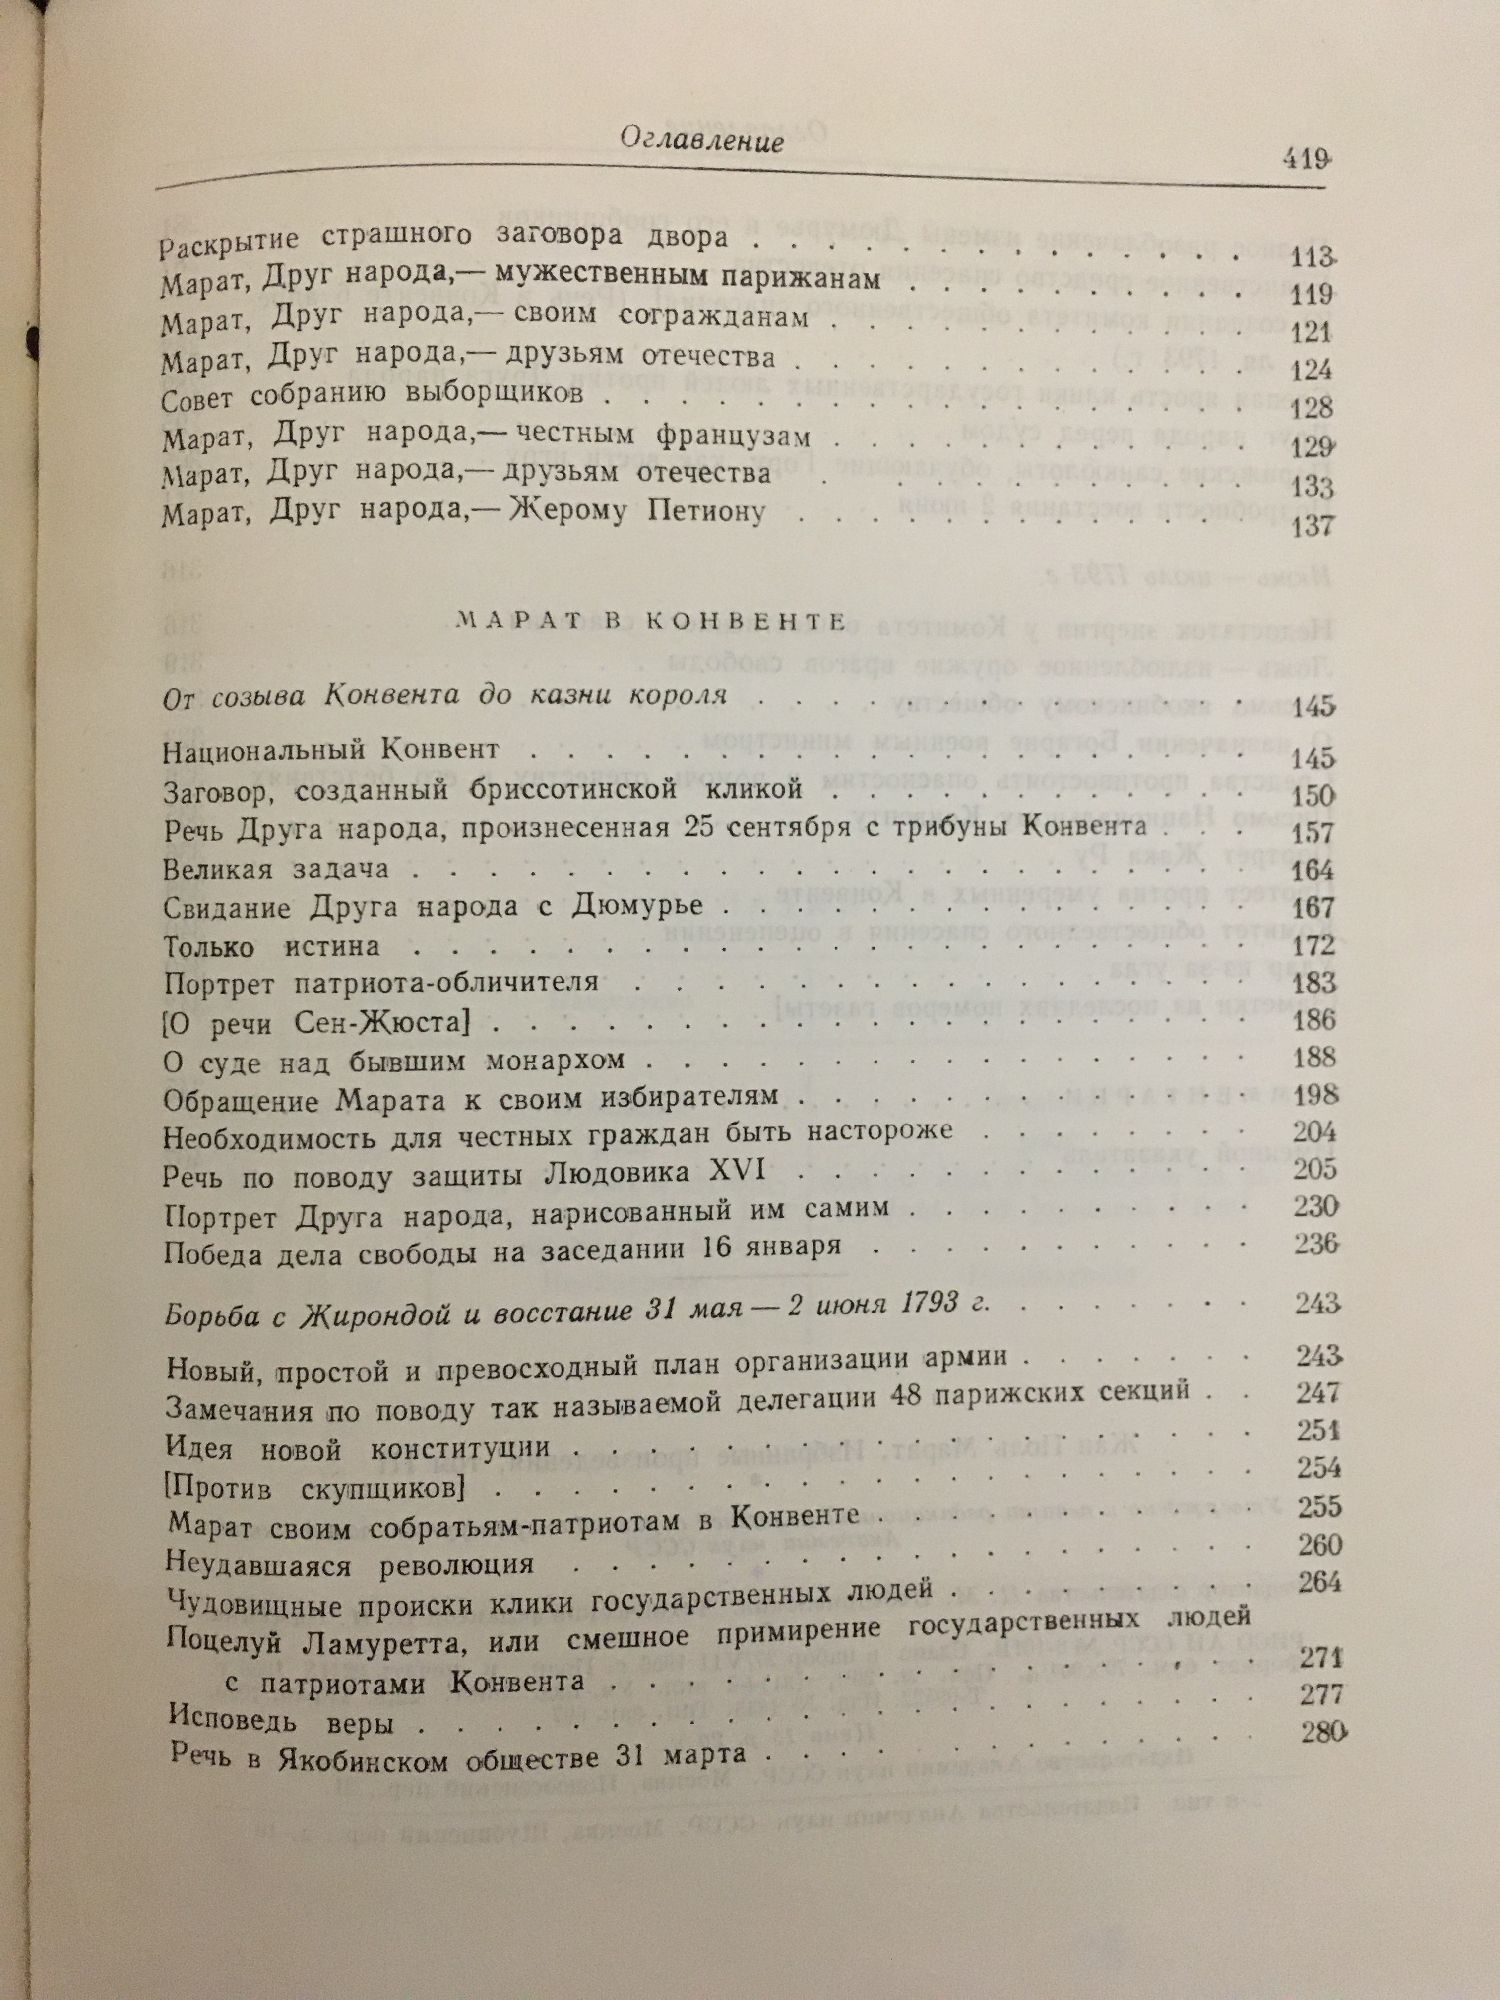 Оглавление 419
Раскрытие страшного заговора двора . . . . . . . . . . . . . 113
Марат, Друг народа,— мужественным парижанам . . . . . . . . . . 119
Марат, Друг народа,— своим согражданам . . . . . . . . . . . . 121
Марат, Друг народа,— друзьям отечества . . . . . . . . . . . . 124
Совет собранию выборщиков . . . . . . . . . . . . . . . . . 128
Марат, Друг народа,— честным французам . . . . . . . . . . . . 129
Марат, Друг народа,— друзьям отечества . . . . . . . . . . . . 133
Марат, Друг народа,— Жерому Петиону . . . . . . . . . . . . . 137
МАРАТ В КОНВЕНТЕ
От созыва Конвента до казни короля . . . . . . . . . . . . . . 145
Национальный Конвент . . . . . . . . . . . . . . . . . . . 145
Заговор, созданный бриссотинской кликой . . . . . . . . . . . . 150
Речь Друга народа, произнесенная 25 сентября с трибуны Конвента . . . 157
Великая задача . . . . . . . . . . . . . . . . . . . . . . 164
Свидание Друга народа с Дюмурье . . . . . . . . . . . . . . . 167
Только истина . . . . . . . . . . . . . . . . . . . . . . 172
Портрет патриота-обличителя . . . . . . . . . . . . . . . . . 183
[О речи Сен-Жюста] . . . . . . . . . . . . . . . . . . . . 186
О суде над бывшим монархом . . . . . . . . . . . . . . . . 188
Обращение Марата к своим избирателям . . . . . . . . . . . . . 198
Необходимость для честных граждан быть настороже . . . . . . . . 204
Речь по поводу защиты Людовика XVI . . . . . . . . . . . . . 205
Портрет Друга народа, нарисованный им самим . . . . . . . . . . 230
Победа дела свободы на заседании 16 января . . . . . . . . . . . 236
Борьба с Жирондой и восстание 31 мая — 2 июня 1793 г. . . . . . . . 243
Новый, простой и превосходный план организации армии . . . . . . . 243
Замечания по поводу так называемой делегации 48 парижских секций . . 247
Идея новой конституции . . . . . . . . . . . . . . . . . . 251
[Против скупщиков] . . . . . . . . . . . . . . . . . . . . 254
Марат своим собратьям-патриотам в Конвенте . . . . . . . . . . . 255
Неудавшаяся революция . . . . . . . . . . . . . . . . . . 260
Чудовищные происки клики государственных людей . . . . . . . . . 264
Поцелуй Ламуретта, или смешное примирение государственных людей
с патриотами Конвента . . . . . . . . . . . . . . . . . 271
Исповедь веры . . . . . . . . . . . . . . . . . . . . . . 277
Речь в Якобинском обществе 31 марта . . . . . . . . . . . . . 280